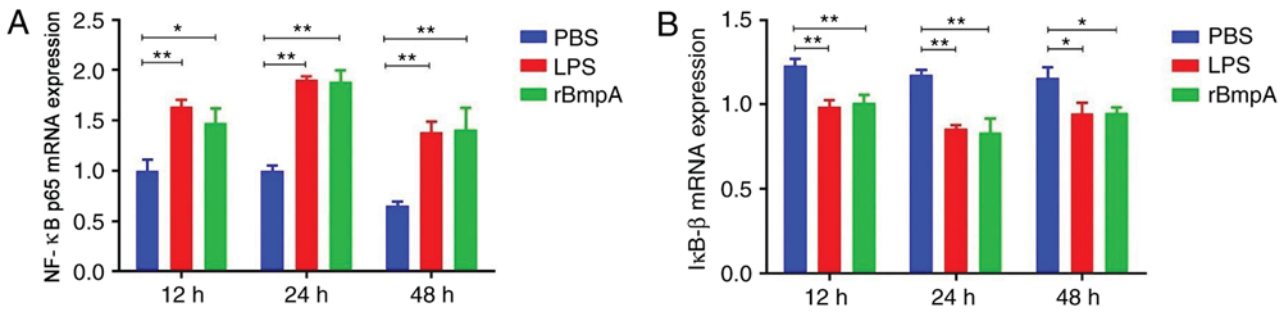 A
NF- κB p65 mRNA expression
2.5
2.0
1.5
1.0
0.5
0.0
*
**
**
**
**
**
12 h
24 h
48 h
PBS
LPS
rBmpA
B
IκB-β mRNA expression
1.5
1.0
0.5
0.0
**
**
**
**
*
*
12 h
24 h
48 h
PBS
LPS
rBmpA